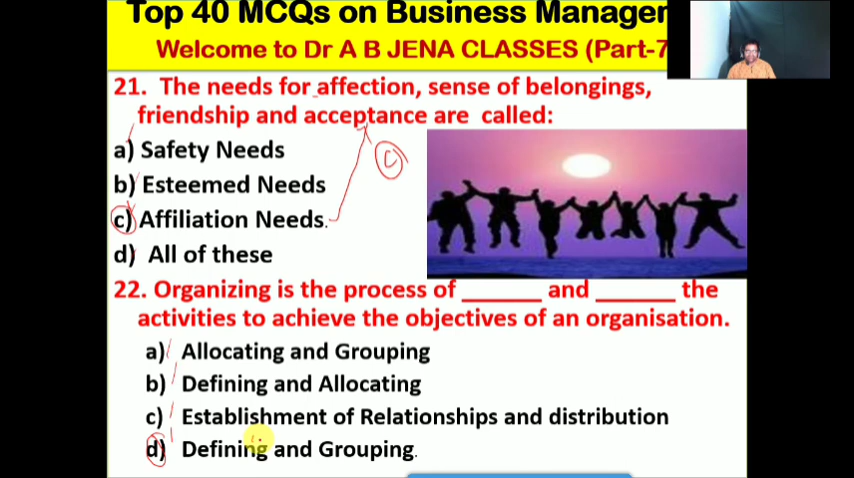 Top 40 MCQs on Business Manager
Welcome to Dr A B JENA CLASSES (Part-7
21. The needs for affection, sense of belongings,
friendship and acceptance are called:
a) Safety Needs
b) Esteemed Needs
c) Affiliation Needs.
d) All of these
C
22. Organizing is the process of ______ and ______ the
activities to achieve the objectives of an organisation.
a) Allocating and Grouping
b) Defining and Allocating
c) Establishment of Relationships and distribution
d) Defining and Grouping.